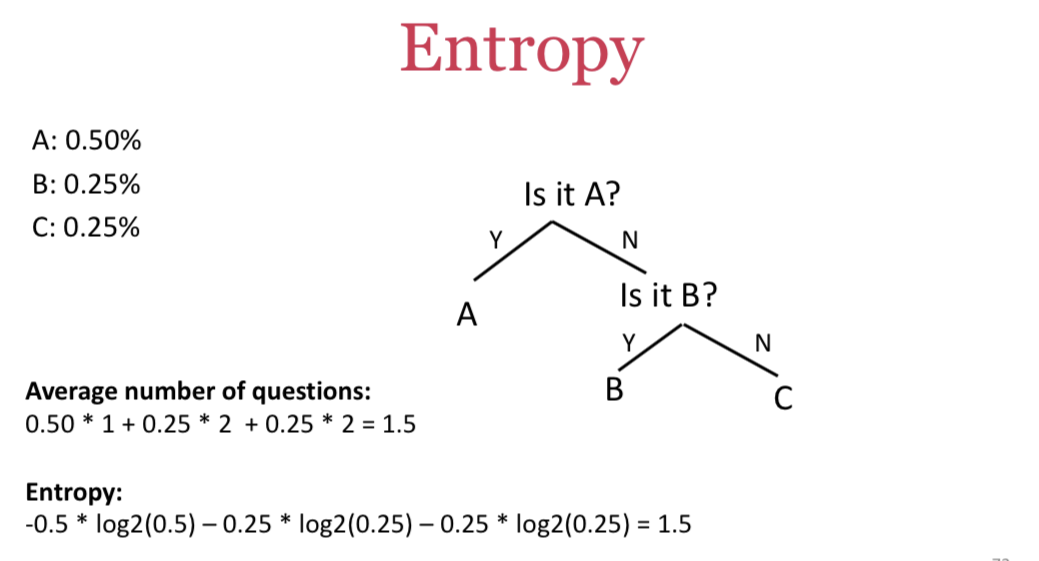 Entropy
A: 0.50%
B: 0.25%
C: 0.25%
Is it A?
Y
N
A
Is it B?
Y
N
B
C
Average number of questions:
0.50 * 1 + 0.25 * 2 + 0.25 * 2 = 1.5
Entropy:
-0.5 * log2(0.5) – 0.25 * log2(0.25) – 0.25 * log2(0.25) = 1.5